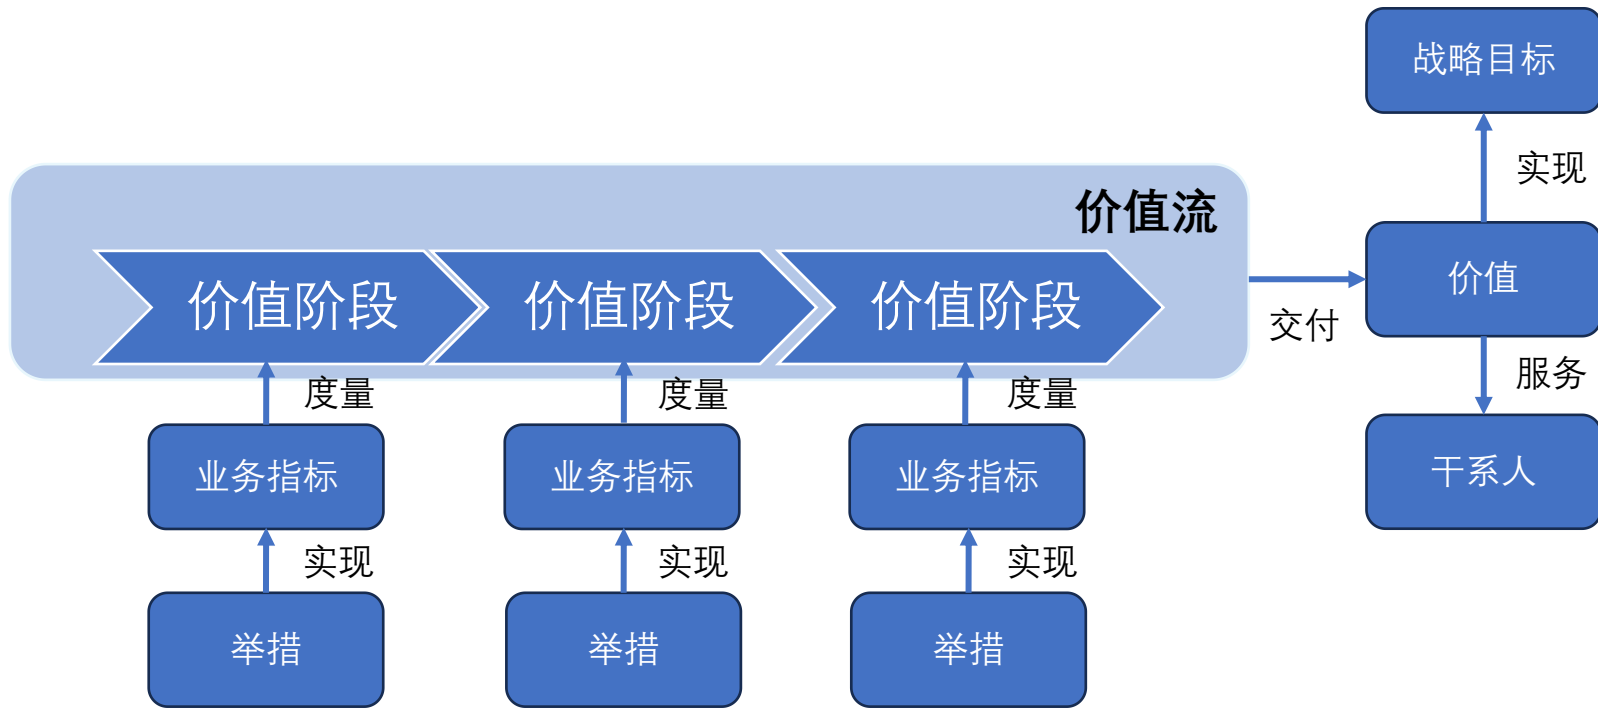 战略目标
实现
价值流
价值阶段
价值阶段
价值阶段
价值
交付
度量
度量
度量
服务
业务指标
业务指标
业务指标
干系人
实现
实现
实现
举措
举措
举措